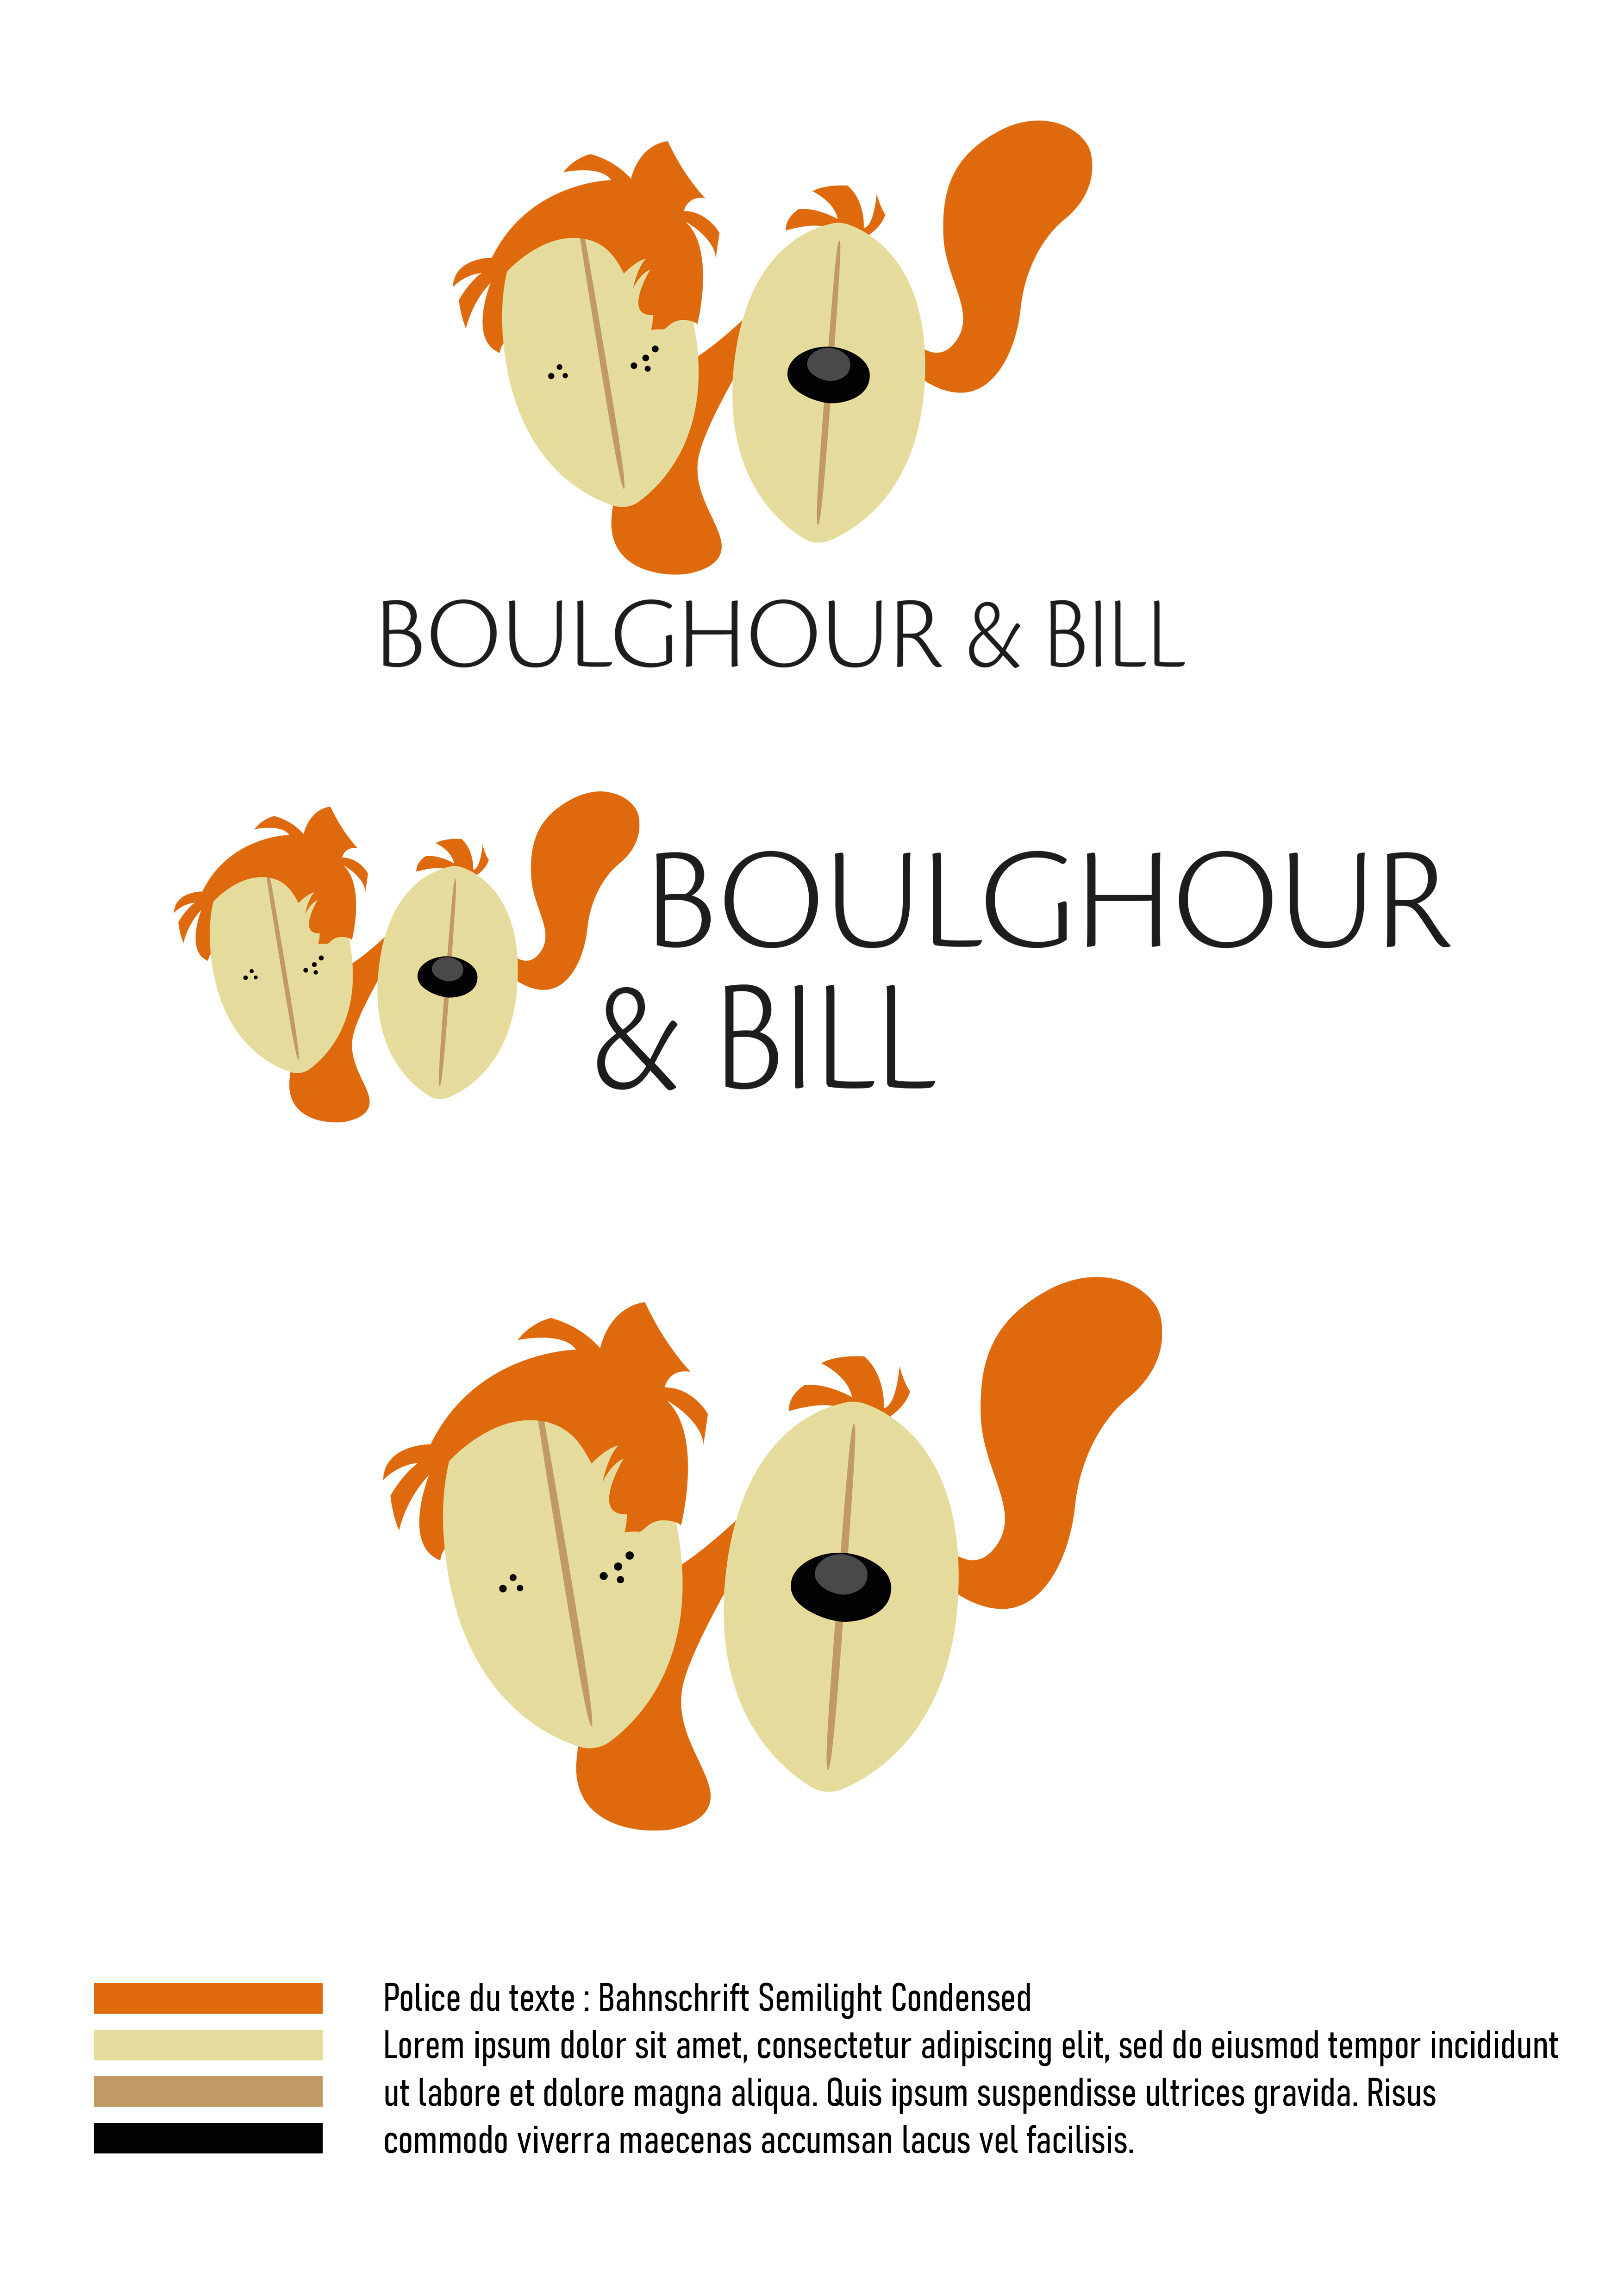 BOULGHOUR & BILL
BOULGHOUR
& BILL
Police du texte : Bahnschrift Semilight Condensed
Lorem ipsum dolor sit amet, consectetur adipiscing elit, sed do eiusmod tempor incididunt
ut labore et dolore magna aliqua. Quis ipsum suspendisse ultrices gravida. Risus
commodo viverra maecenas accumsan lacus vel facilisis.